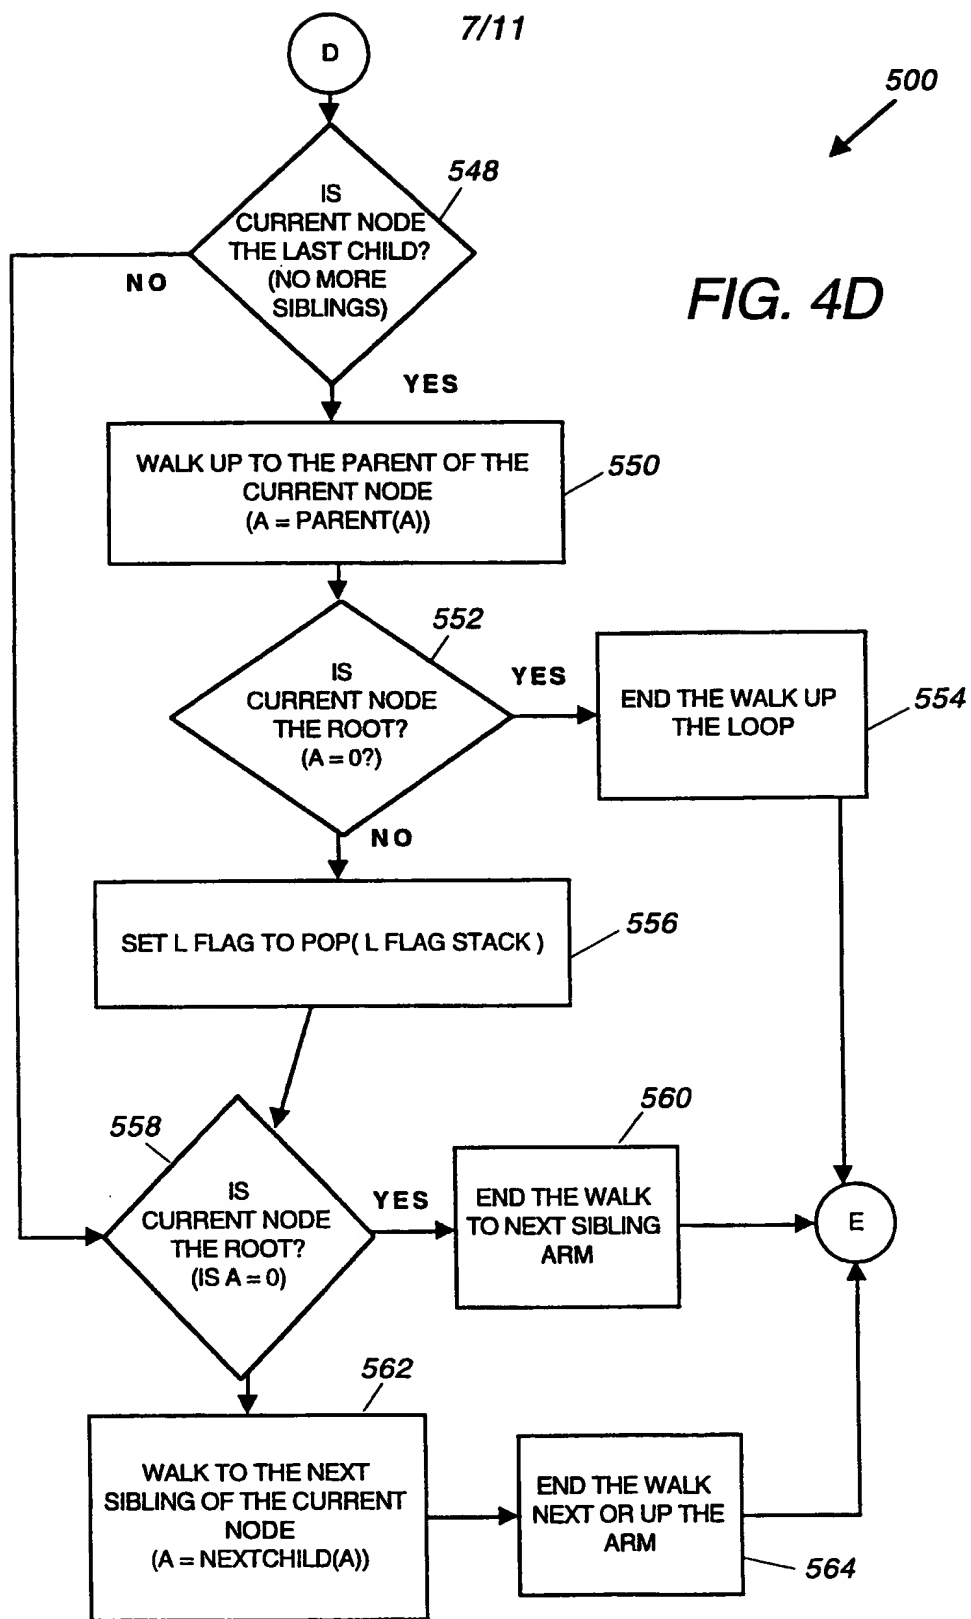 7/11
D
500
548
IS
CURRENT NODE
THE LAST CHILD?
(NO MORE
SIBLINGS)
NO
FIG. 4D
YES
WALK UP TO THE PARENT OF THE
CURRENT NODE
(A = PARENT(A))
550
552
IS
CURRENT NODE
THE ROOT?
(A = 0?)
YES
END THE WALK UP
THE LOOP
554
NO
SET L FLAG TO POP( L FLAG STACK )
556
558
IS
CURRENT NODE
THE ROOT?
(IS A = 0)
YES
560
END THE WALK
TO NEXT SIBLING
ARM
E
562
WALK TO THE NEXT
SIBLING OF THE CURRENT
NODE
(A = NEXTCHILD(A))
END THE WALK
NEXT OR UP THE
ARM
564